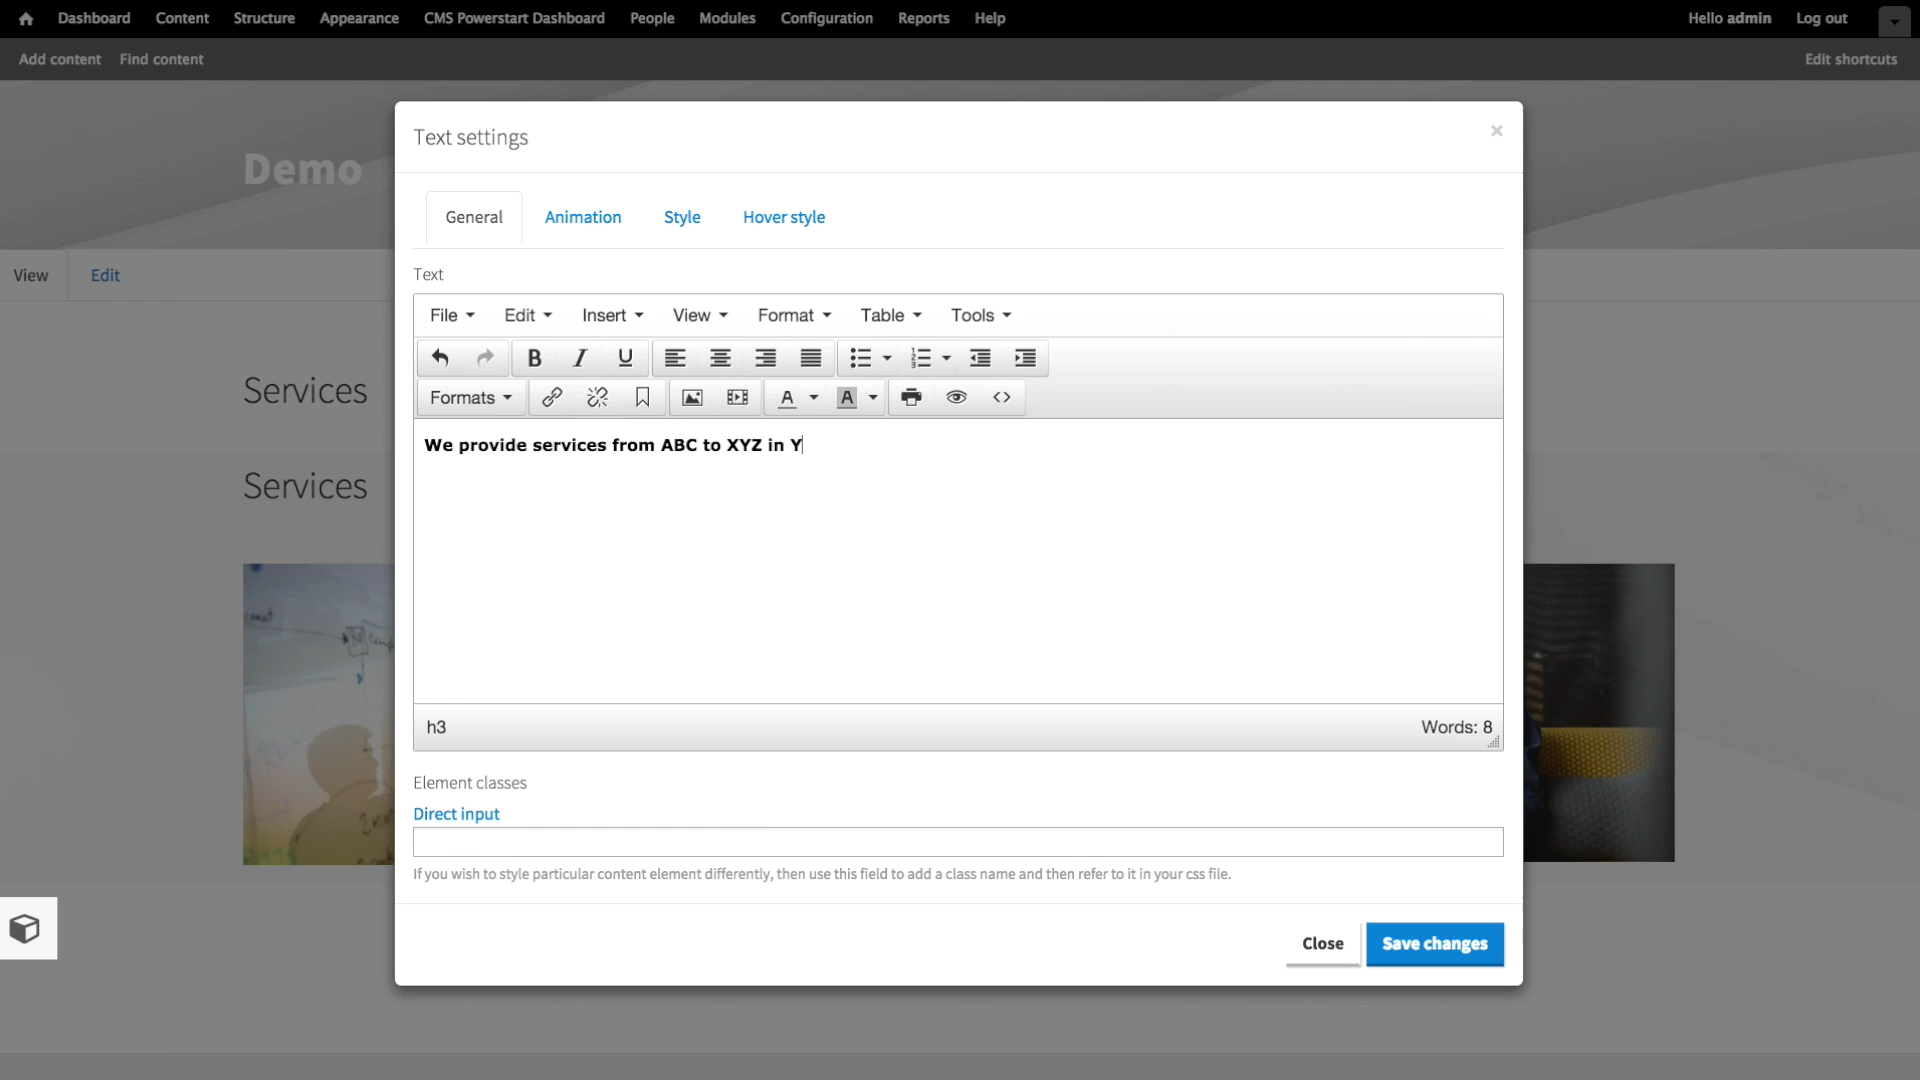 Dashboard Content Structure Appearance CMS Powerstart Dashboard People Modules Configuration Reports Help Hello admin Log out
Add content Find content Edit shortcuts
Demo
View Edit
Services
Services
Text settings ×
General Animation Style Hover style
Text
File Edit Insert View Format Table Tools
B I U
Formats A A <>
We provide services from ABC to XYZ in Y
h3 Words: 8
Element classes
Direct input
If you wish to style particular content element differently, then use this field to add a class name and then refer to it in your css file.
Close Save changes